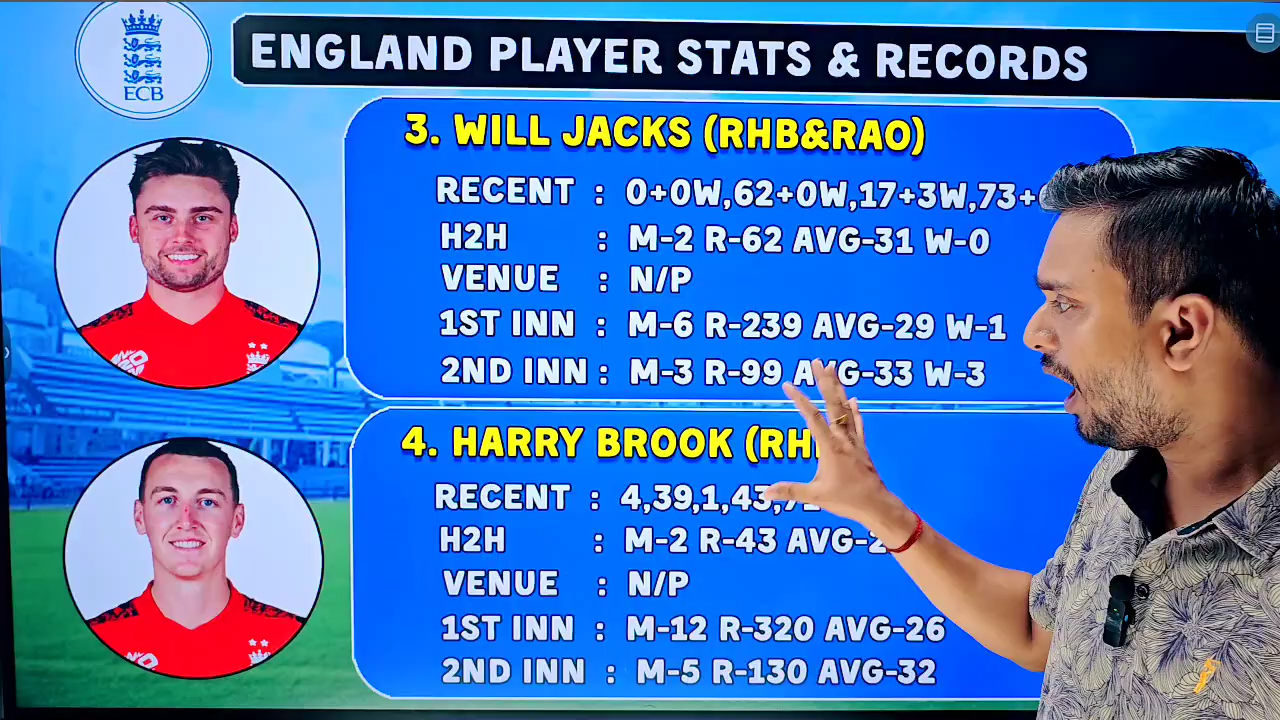 ECB
ENGLAND PLAYER STATS & RECORDS
3. WILL JACKS (RHB&RAO)
RECENT : 0+0W,62+0W,17+3W,73+
H2H : M-2 R-62 AVG-31 W-0
VENUE : N/P
1ST INN : M-6 R-239 AVG-29 W-1
2ND INN : M-3 R-99 AVG-33 W-3
4. HARRY BROOK (RH
RECENT : 4,39,1,43,
H2H : M-2 R-43 AVG-2
VENUE : N/P
1ST INN : M-12 R-320 AVG-26
2ND INN : M-5 R-130 AVG-32